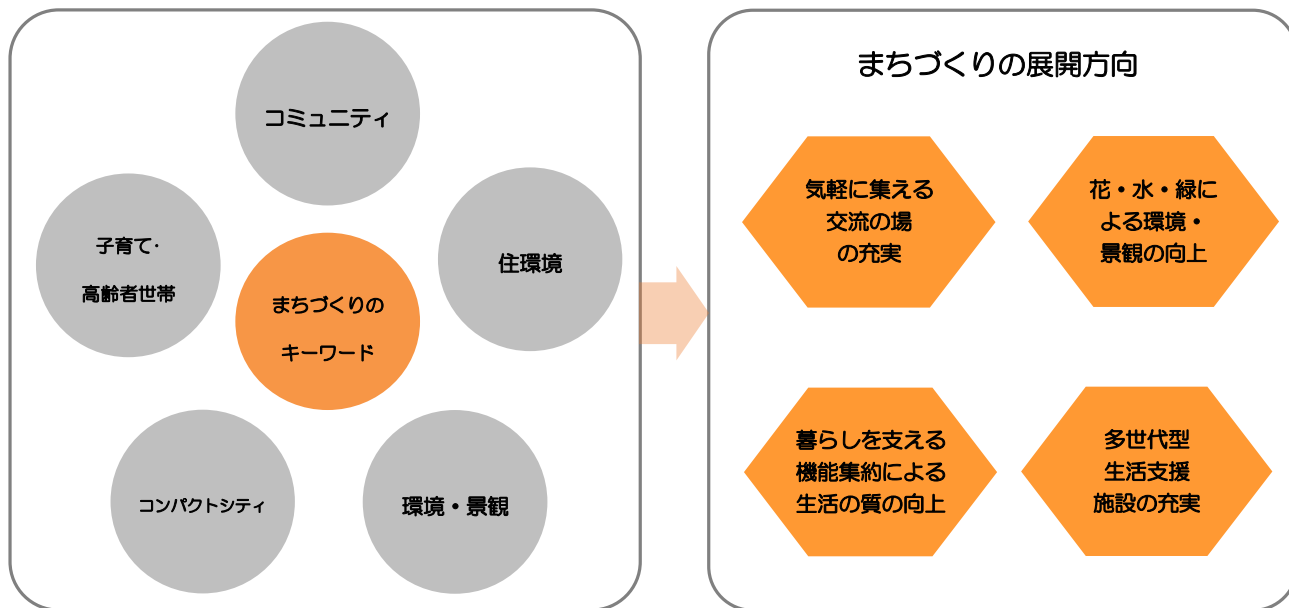 コミュニティ
子育て・
高齢者世帯
住環境
まちづくりの
キーワード
コンパクトシティ
環境・景観
まちづくりの展開方向
気軽に集える
交流の場
の充実
花・水・緑に
よる環境・
景観の向上
暮らしを支える
機能集約による
生活の質の向上
多世代型
生活支援
施設の充実